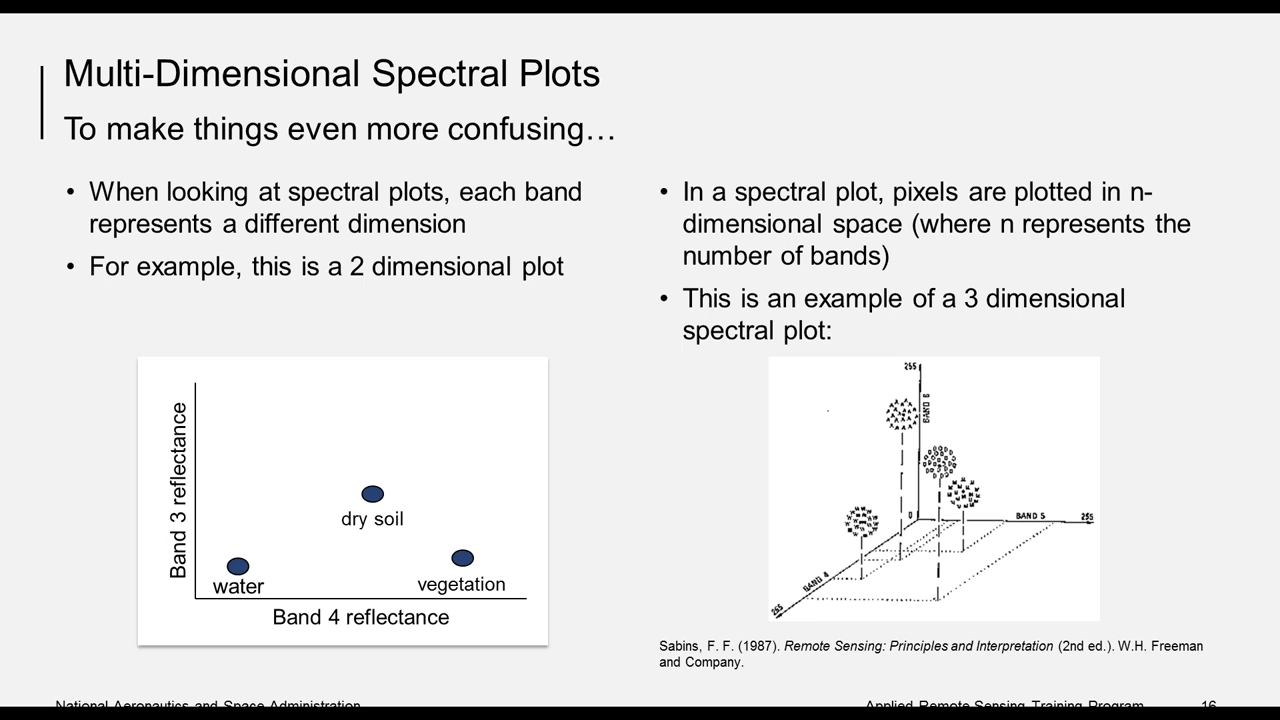 Multi-Dimensional Spectral Plots
To make things even more confusing…
• When looking at spectral plots, each band
represents a different dimension
• For example, this is a 2 dimensional plot
Band 3 reflectance
dry soil
water
vegetation
Band 4 reflectance
• In a spectral plot, pixels are plotted in n-
dimensional space (where n represents the
number of bands)
• This is an example of a 3 dimensional
spectral plot:
255
BAND 6
0
BAND 5
255
BAND 4
255
Sabins, F. F. (1987). Remote Sensing: Principles and Interpretation (2nd ed.). W.H. Freeman
and Company.
National Aeronautics and Space Administration
Applied Remote Sensing Training Program
16